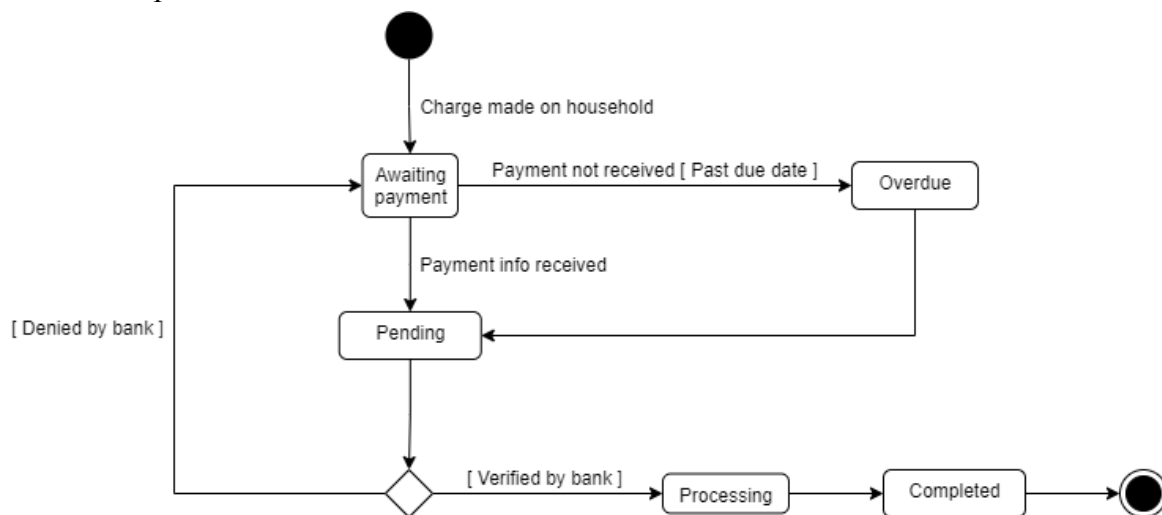 Charge made on household
Awaiting
payment
Payment not received [ Past due date ]
Overdue
Payment info received
[ Denied by bank ]
Pending
[ Verified by bank ]
Processing
Completed